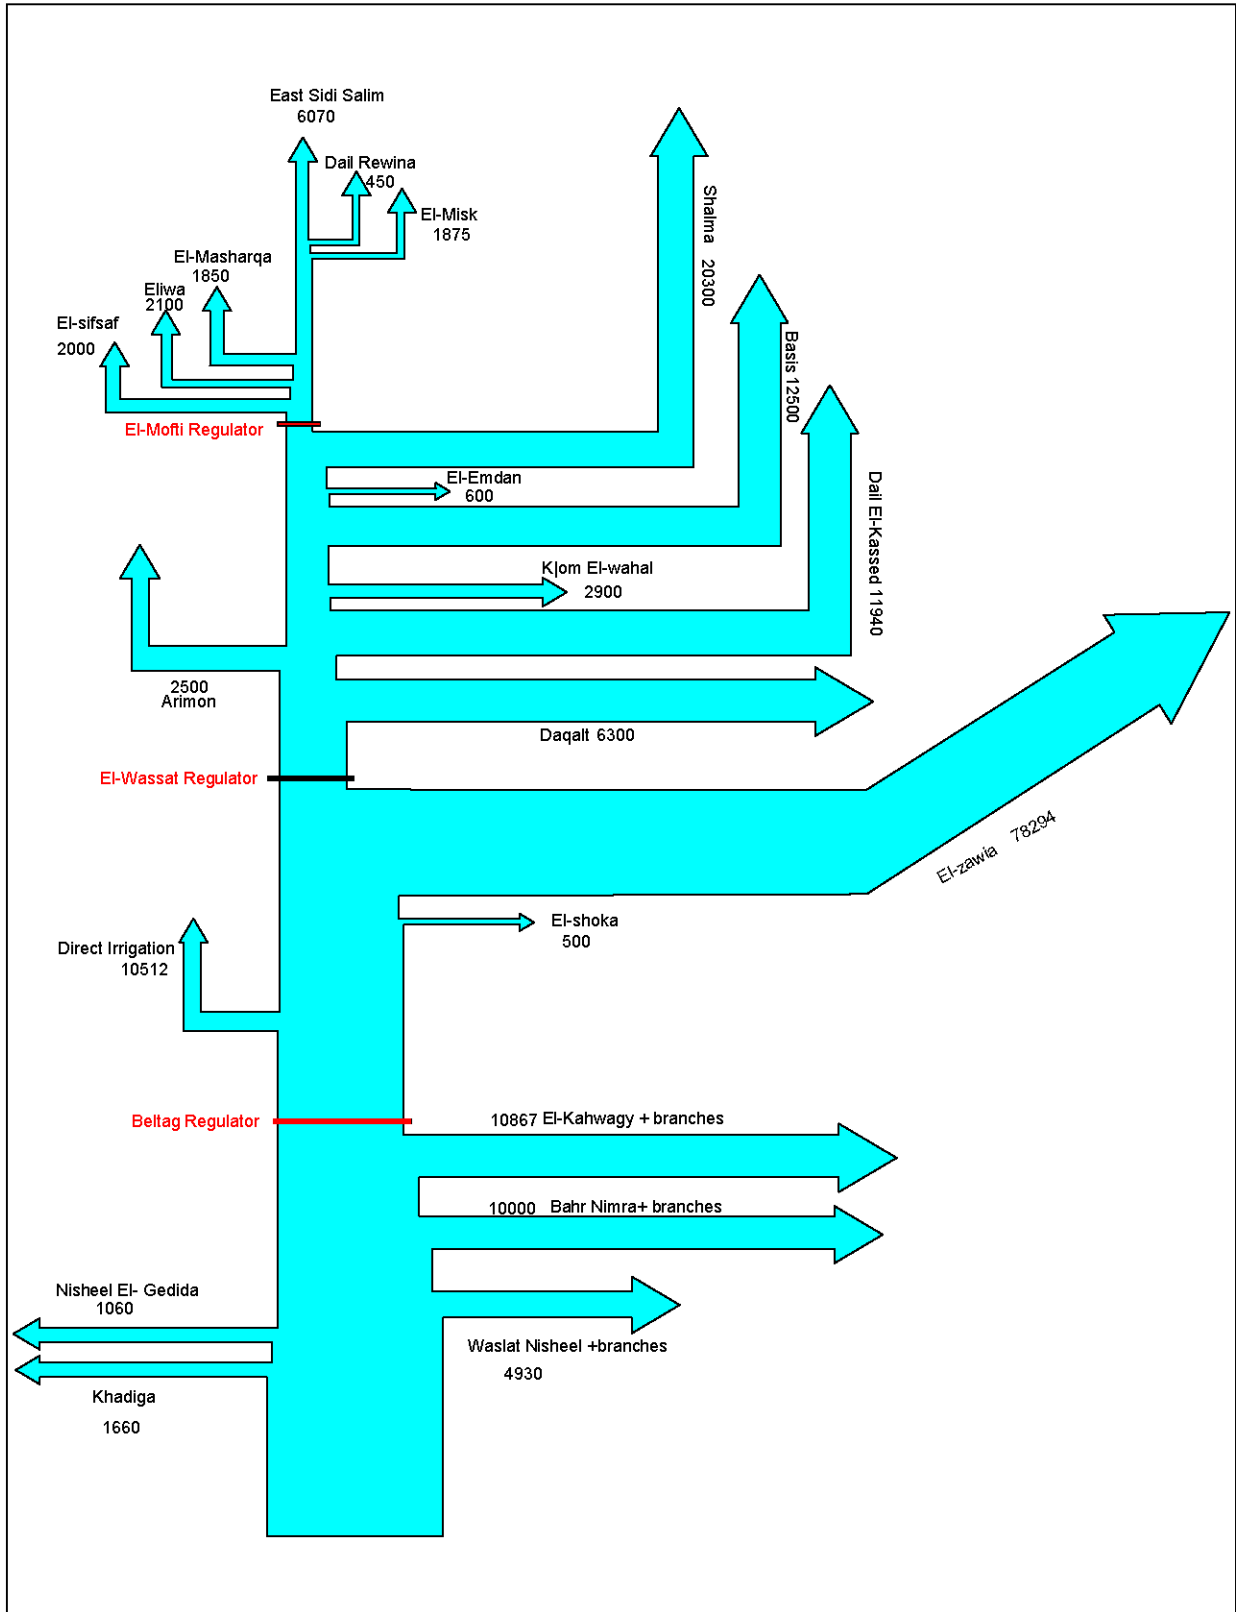 East Sidi Salim
6070
Dail Rewina
450
El-Misk
1875
El-Masharqa
1850
Eliwa
2100
El-sifsaf
2000
El-Mofti Regulator
Shalma 20300
Basis 12500
El-Emdan
600
Dail El-Kassed 11940
K|om El-wahal
2900
2500
Arimon
Daqalt 6300
El-Wassat Regulator
El-zawia 78294
El-shoka
500
Direct Irrigation
10512
Beltag Regulator
10867 El-Kahwagy + branches
10000 Bahr Nimra+ branches
Nisheel El- Gedida
1060
Waslat Nisheel +branches
4930
Khadiga
1660